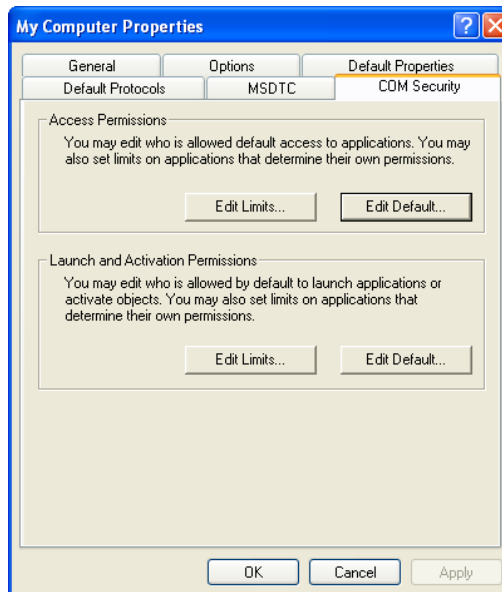 My Computer Properties
General Options Default Properties
Default Protocols MSDTC COM Security
Access Permissions
You may edit who is allowed default access to applications. You may
also set limits on applications that determine their own permissions.
Edit Limits... Edit Default...
Launch and Activation Permissions
You may edit who is allowed by default to launch applications or
activate objects. You may also set limits on applications that
determine their own permissions.
Edit Limits... Edit Default...
OK Cancel Apply